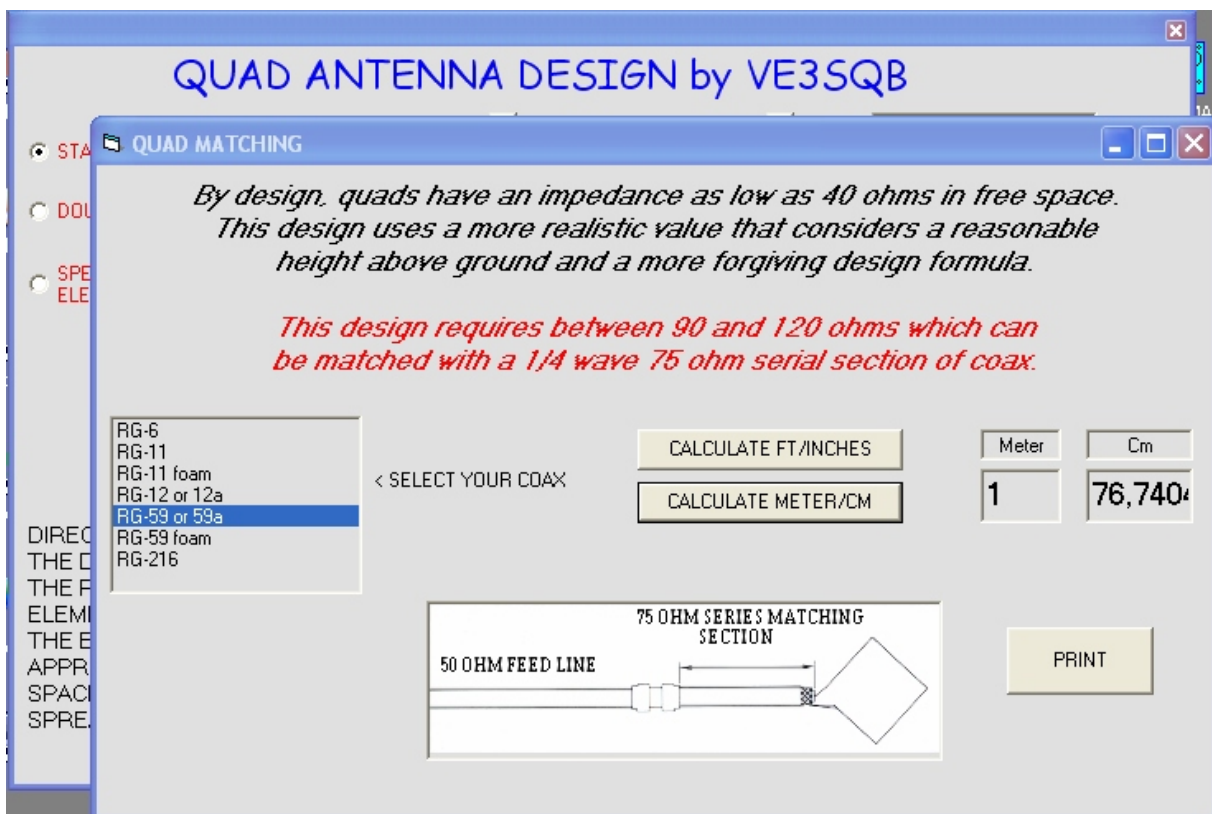 QUAD ANTENNA DESIGN by VE3SQB
QUAD MATCHING
By design, quads have an impedance as low as 40 ohms in free space.
This design uses a more realistic value that considers a reasonable
height above ground and a more forgiving design formula.
This design requires between 90 and 120 ohms which can
be matched with a 1/4 wave 75 ohm serial section of coax.
RG-6
RG-11
RG-11 foam
RG-12 or 12a
RG-59 or 59a
RG-59 foam
RG-216
< SELECT YOUR COAX
CALCULATE FT/INCHES
CALCULATE METER/CM
Meter
Cm
1
76,740
75 OHM SERIES MATCHING
SECTION
50 OHM FEED LINE
PRINT
STA
DOU
SPE
ELE
DIREC
THE D
THE F
ELEM
THE E
APPR
SPAC
SPRE